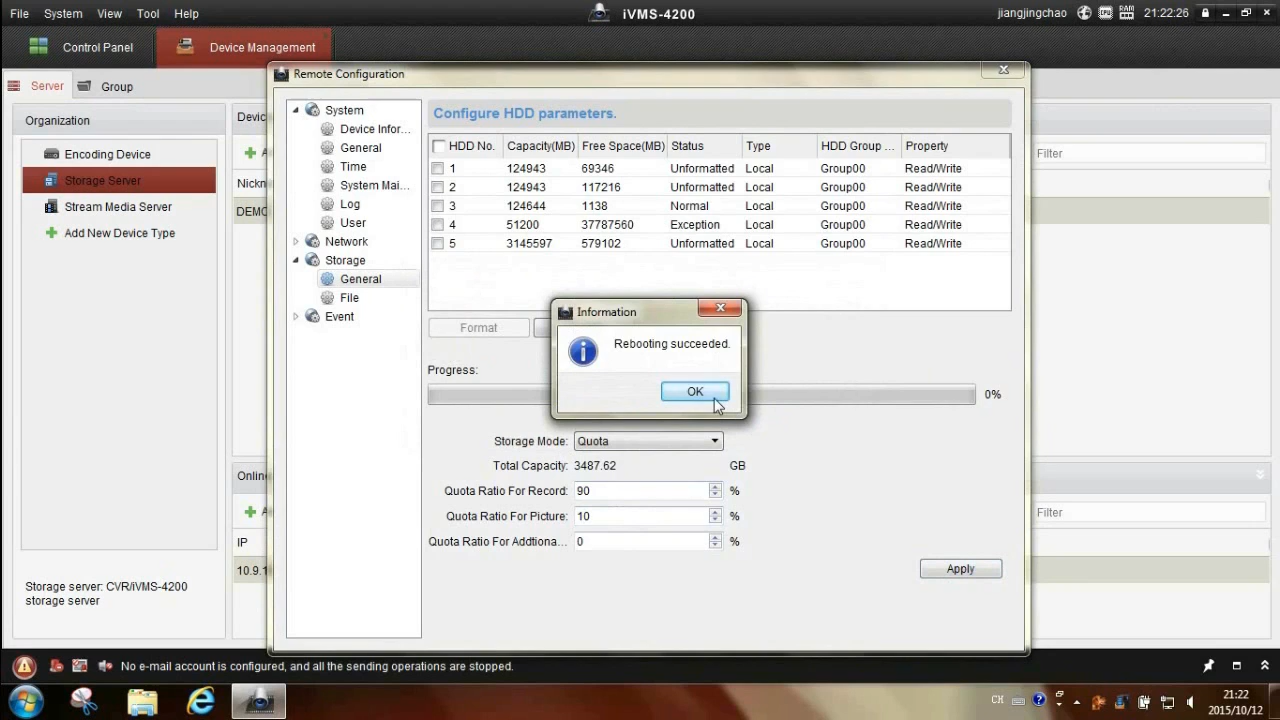 File System View Tool Help
iVMS-4200
jiangjingchao 21:22:26
Control Panel
Device Management
Server
Group
Remote Configuration
Organization
Encoding Device
Storage Server
Stream Media Server
Add New Device Type
Storage server: CVR/iVMS-4200
storage server
Devic
Filter
Nickn
DEMO
Online
Filter
IP
10.9.1
System
Device Infor...
General
Time
System Mai...
Log
User
Network
Storage
General
File
Event
Configure HDD parameters.
HDD No. Capacity(MB) Free Space(MB) Status Type HDD Group ... Property
1 124943 69346 Unformatted Local Group00 Read/Write
2 124943 117216 Unformatted Local Group00 Read/Write
3 124644 1138 Normal Local Group00 Read/Write
4 51200 37787560 Exception Local Group00 Read/Write
5 3145597 579102 Unformatted Local Group00 Read/Write
Format
Information
Rebooting succeeded.
OK
Progress:
0%
Storage Mode: Quota
Total Capacity: 3487.62 GB
Quota Ratio For Record: 90 %
Quota Ratio For Picture: 10 %
Quota Ratio For Addtiona... 0 %
Apply
No e-mail account is configured, and all the sending operations are stopped.
CH
21:22
2015/10/12